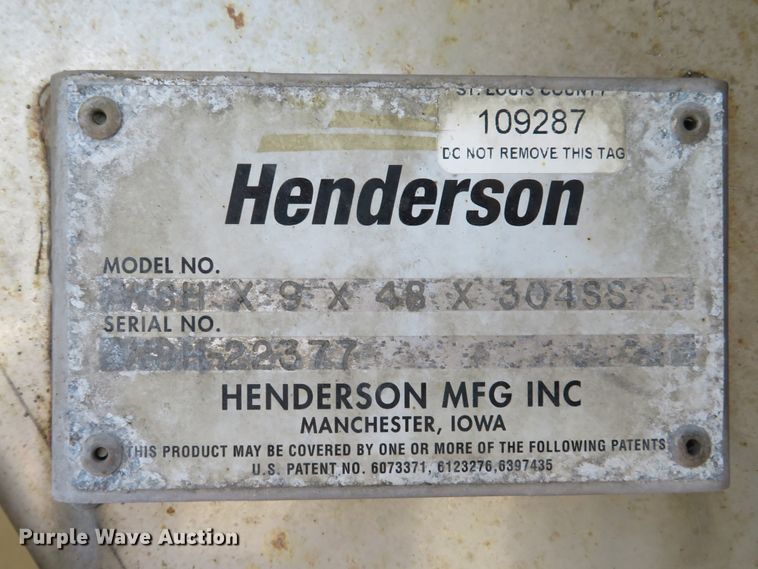 ST. LOUIS COUNTY
109287
DO NOT REMOVE THIS TAG
Henderson
MODEL NO.
X 9 X 48 X 304SS
SERIAL NO.
22377
HENDERSON MFG INC
MANCHESTER, IOWA
THIS PRODUCT MAY BE COVERED BY ONE OR MORE OF THE FOLLOWING PATENTS
U.S. PATENT NO. 6073371, 6123276,6397435
Purple Wave Auction